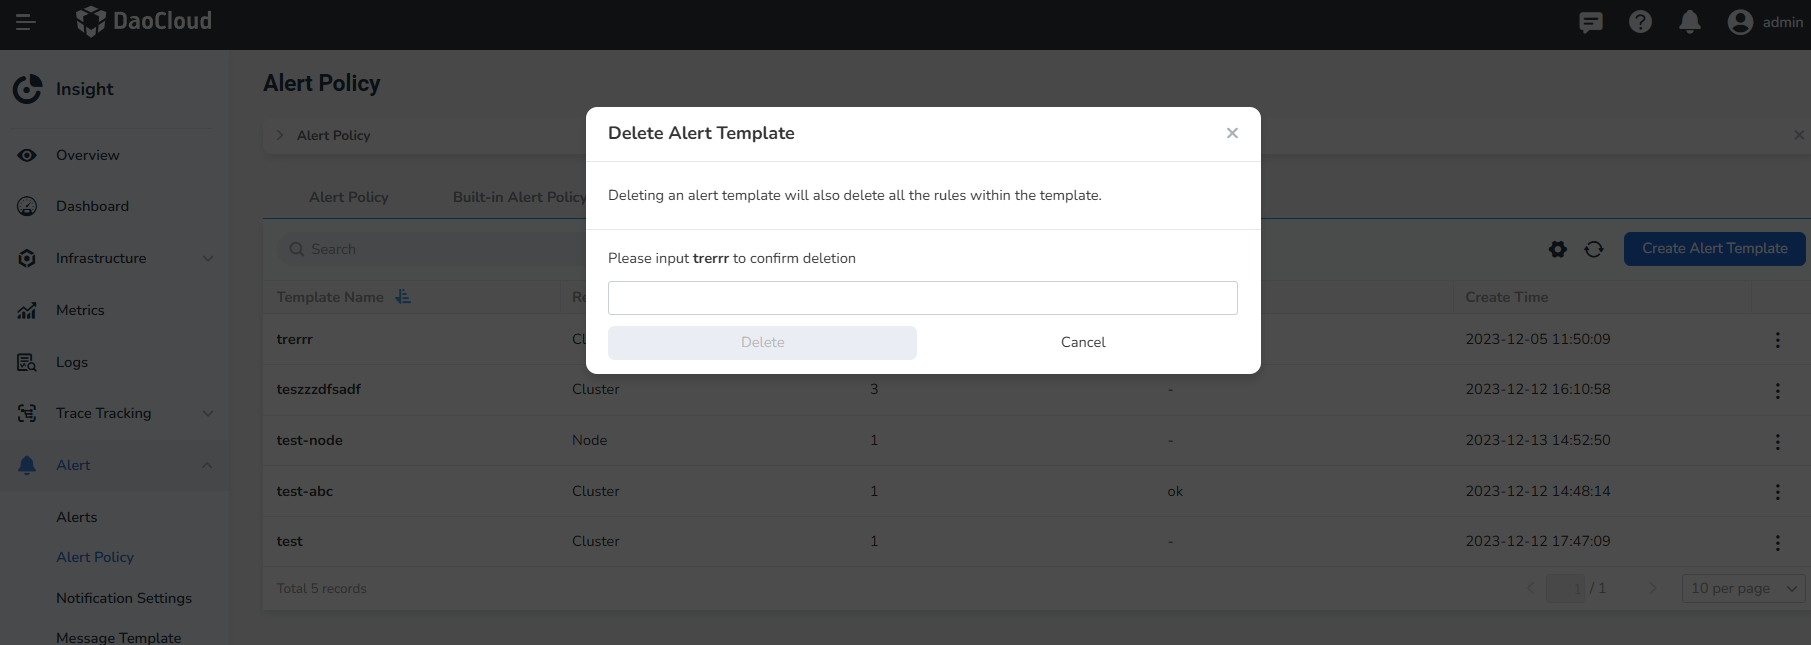 DaoCloud
admin
Insight
Overview
Dashboard
Infrastructure
Metrics
Logs
Trace Tracking
Alert
Alerts
Alert Policy
Notification Settings
Message Template
Alert Policy
Alert Policy
Alert Policy
Built-in Alert Policy
Search
Create Alert Template
Template Name
Create Time
trerrr
2023-12-05 11:50:09
teszzzdfsadf Cluster 3 - 2023-12-12 16:10:58
test-node Node 1 - 2023-12-13 14:52:50
test-abc Cluster 1 ok 2023-12-12 14:48:14
test Cluster 1 - 2023-12-12 17:47:09
Total 5 records
1 / 1
10 per page
Delete Alert Template
Deleting an alert template will also delete all the rules within the template.
Please input trerrr to confirm deletion
Delete
Cancel